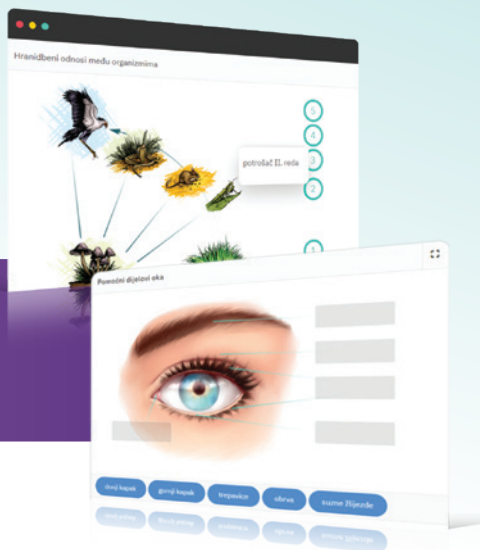 Hranidbeni odnosi među organizmima
5
4
3
potrošač II. reda
2
1
Pomoćni dijelovi oka
donji kapak
gornji kapak
trepavice
obrva
suzne žlijezde